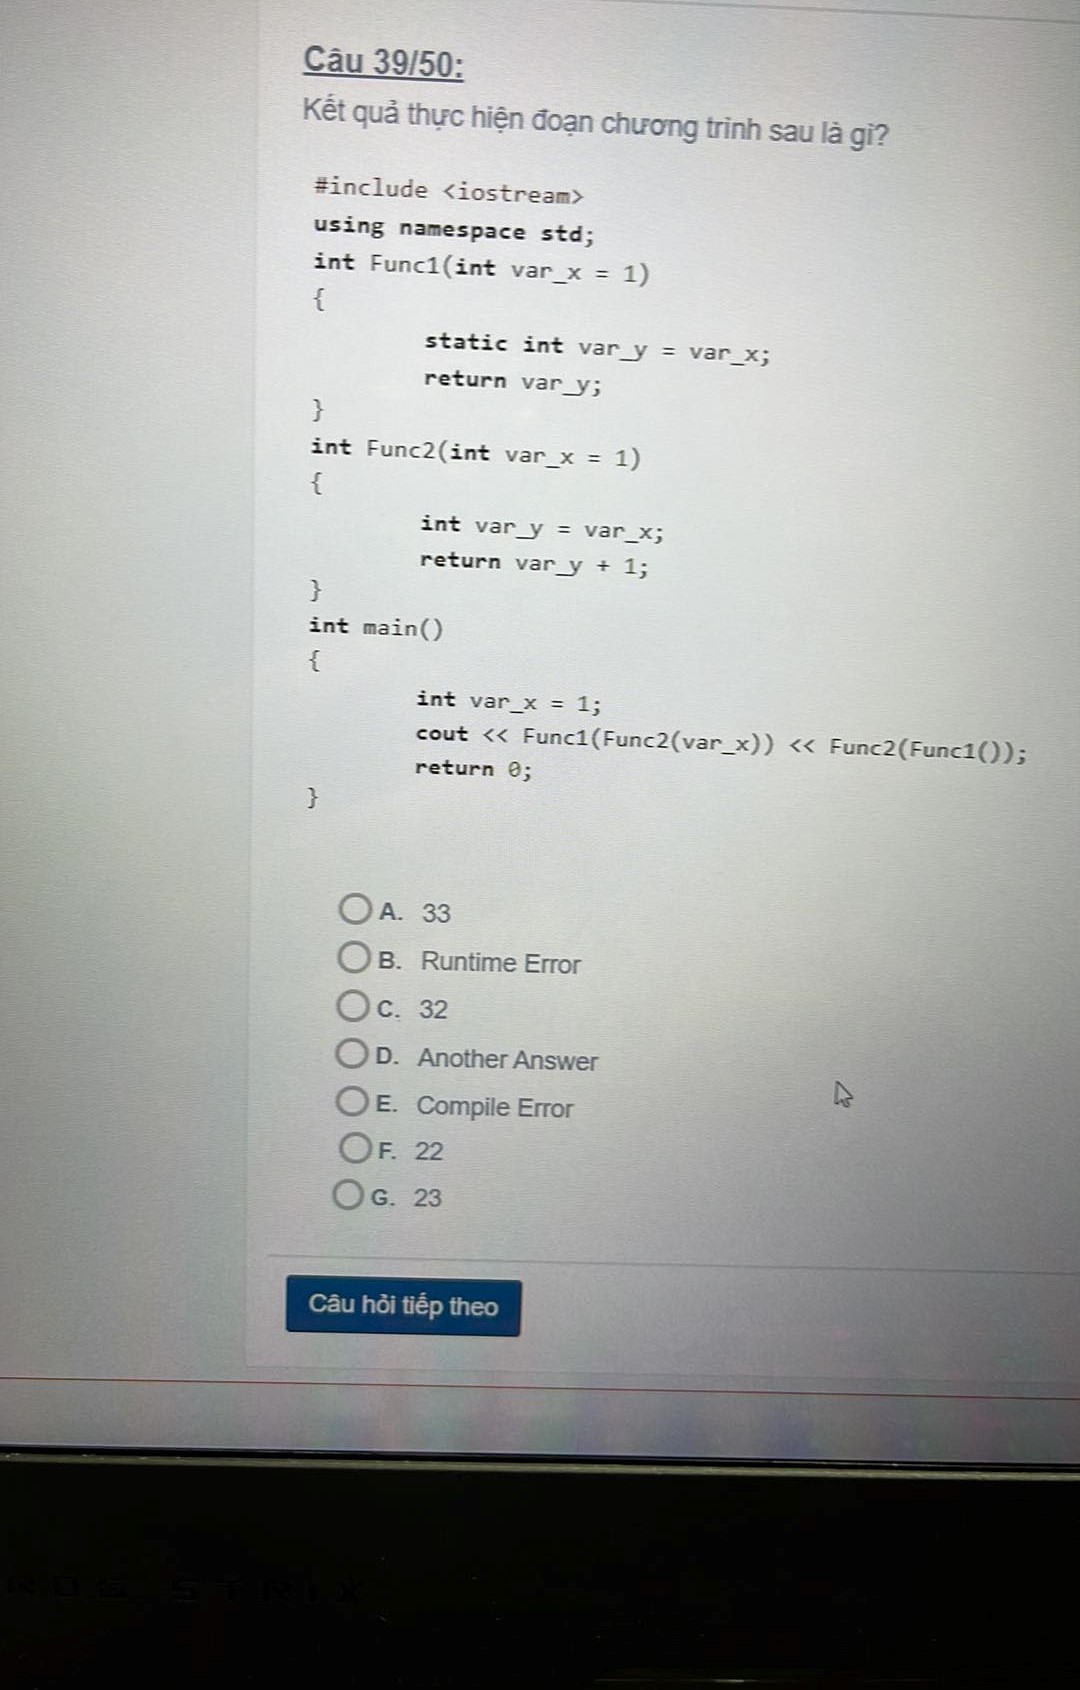 Câu 39/50:
Kết quả thực hiện đoạn chương trình sau là gì?
#include <iostream>
using namespace std;
int Func1(int var_x = 1)
{
static int var_y = var_x;
return var_y;
}
int Func2(int var_x = 1)
{
int var_y = var_x;
return var_y + 1;
}
int main()
{
int var_x = 1;
cout << Func1(Func2(var_x)) << Func2(Func1());
return 0;
}
A. 33
B. Runtime Error
C. 32
D. Another Answer
E. Compile Error
F. 22
G. 23
Câu hỏi tiếp theo
STRIX